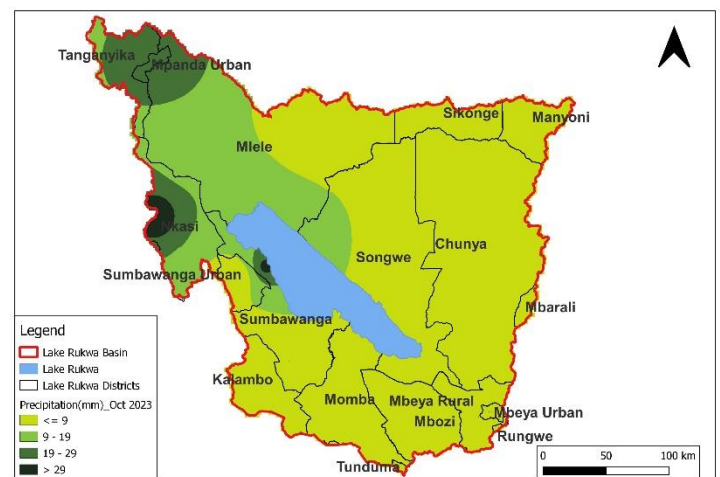 Tanganyika
Mpanda Urban
Sikonge
Manyoni
Mlele
Nkasi
Songwe
Chunya
Sumbawanga Urban
Mbarali
Sumbawanga
Kalambo
Momba
Mbeya Rural
Mbozi
Mbeya Urban
Rungwe
Tunduma
Legend
Lake Rukwa Basin
Lake Rukwa
Lake Rukwa Districts
Precipitation(mm)_Oct 2023
<= 9
9 - 19
19 - 29
> 29
0 50 100 km